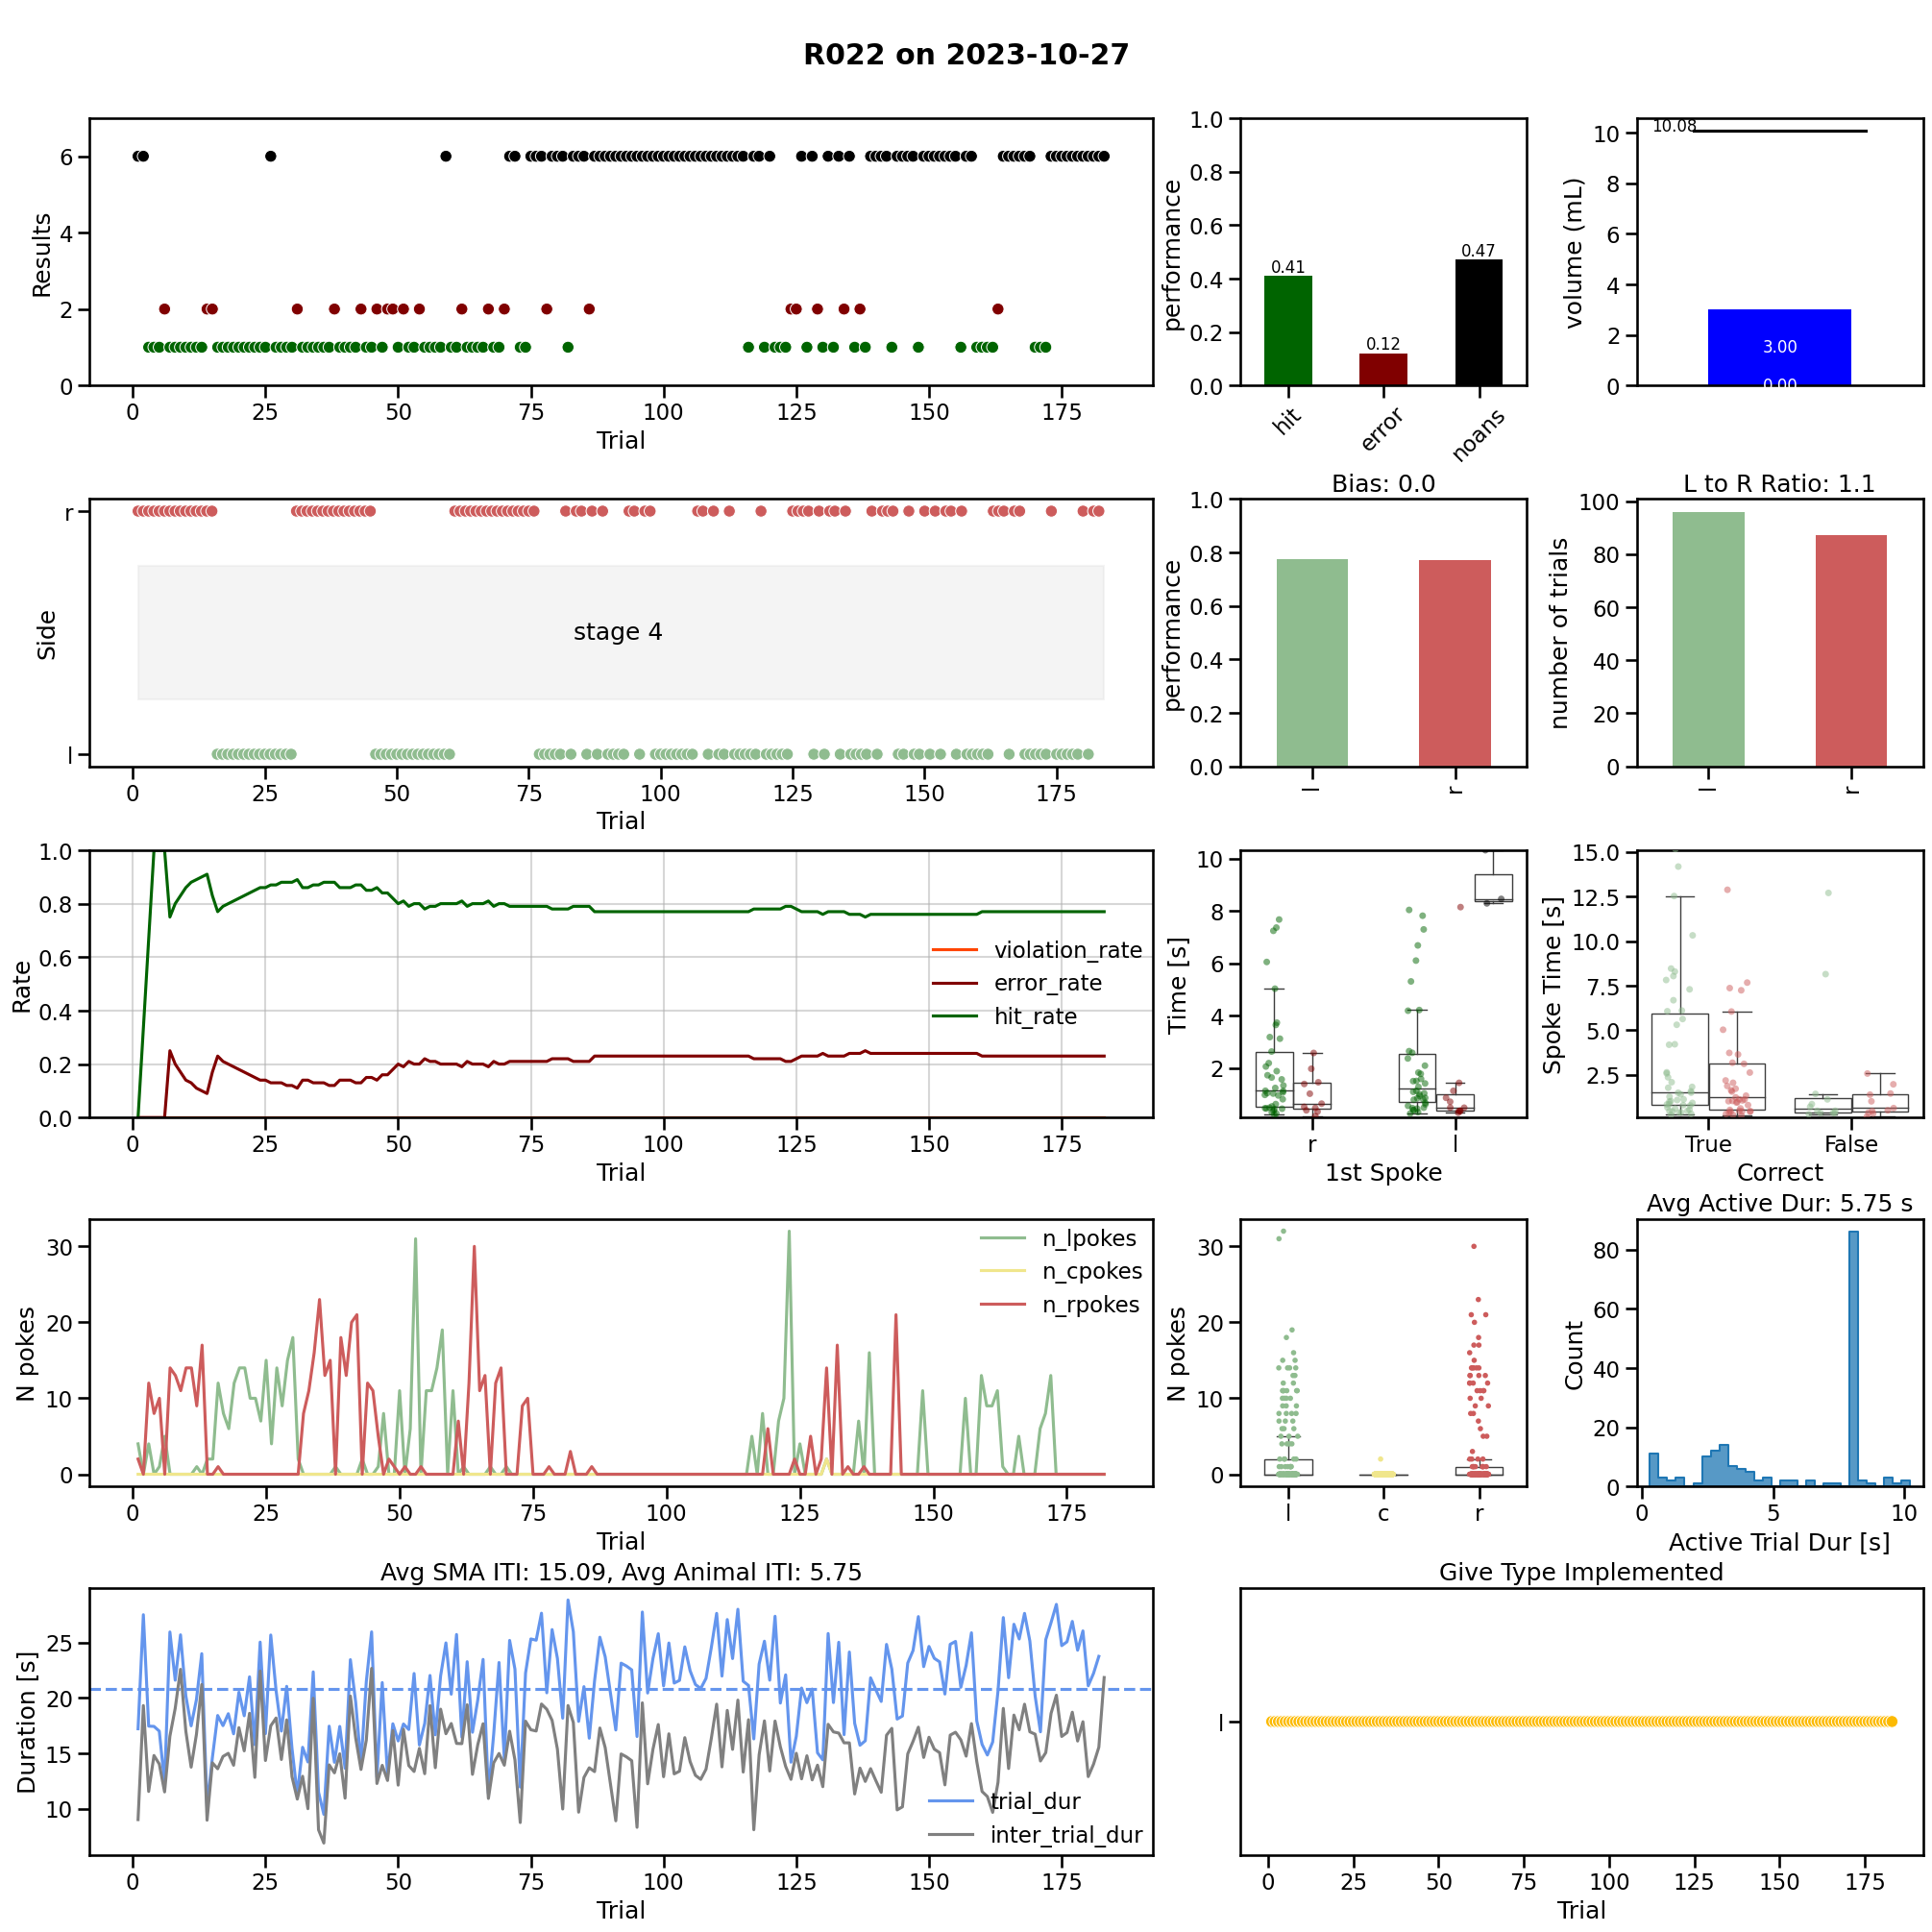 R022 on 2023-10-27
Results
6
4
2
0
0 25 50 75 100 125 150 175
Trial
performance
1.0
0.8
0.6
0.4
0.2
0.0
0.41
0.12
0.47
hit error noans
volume (mL)
10
8
6
4
2
0
10.08
3.00
0.00
Side
r
l
stage 4
0 25 50 75 100 125 150 175
Trial
Bias: 0.0
performance
1.0
0.8
0.6
0.4
0.2
0.0
l r
L to R Ratio: 1.1
number of trials
100
80
60
40
20
0
l r
Rate
1.0
0.8
0.6
0.4
0.2
0.0
violation_rate
error_rate
hit_rate
0 25 50 75 100 125 150 175
Trial
Time [s]
10
8
6
4
2
r l
1st Spoke
Spoke Time [s]
15.0
12.5
10.0
7.5
5.0
2.5
True False
Correct
N pokes
30
20
10
0
n_lpokes
n_cpokes
n_rpokes
0 25 50 75 100 125 150 175
Trial
N pokes
30
20
10
0
l c r
Avg Active Dur: 5.75 s
Count
80
60
40
20
0
0 5 10
Active Trial Dur [s]
Avg SMA ITI: 15.09, Avg Animal ITI: 5.75
Duration [s]
25
20
15
10
trial_dur
inter_trial_dur
0 25 50 75 100 125 150 175
Trial
Give Type Implemented
l
0 25 50 75 100 125 150 175
Trial